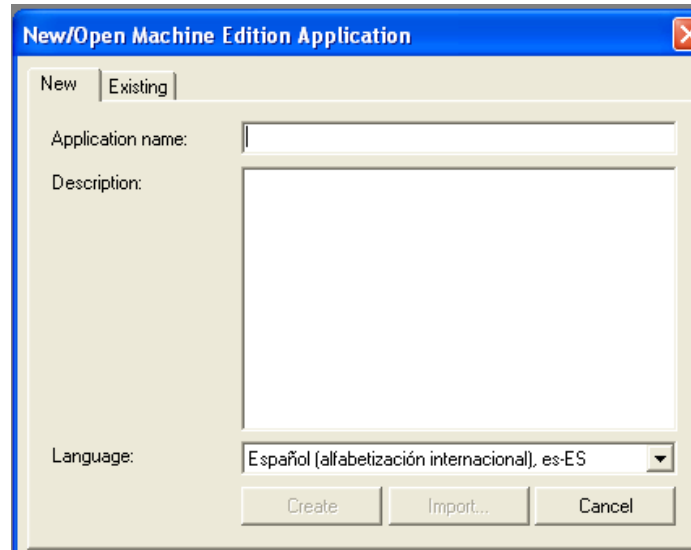 New/Open Machine Edition Application
New Existing
Application name:
Description:
Language: Español (alfabetización internacional), es-ES
Create Import... Cancel